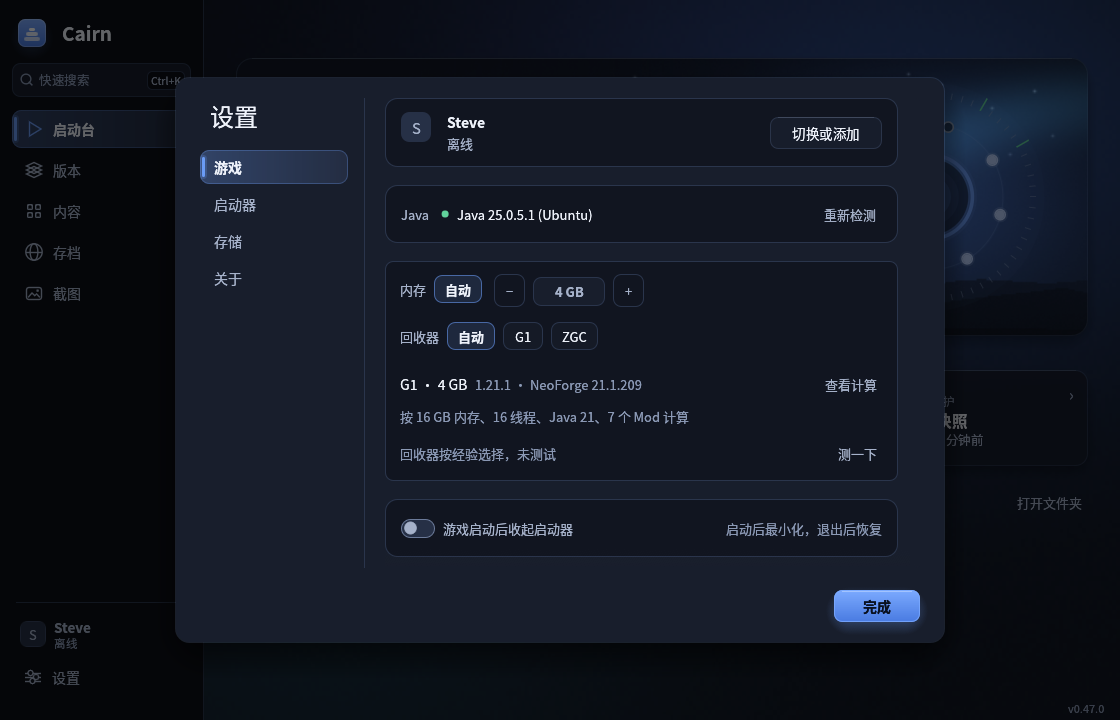 Cairn
快速搜索 Ctrl+K
启动台
版本
内容
存档
截图
Steve
离线
设置
设置
游戏
启动器
存储
关于
S
Steve
离线
切换或添加
Java Java 25.0.5.1 (Ubuntu) 重新检测
内存 自动 − 4 GB +
回收器 自动 G1 ZGC
G1 · 4 GB 1.21.1 · NeoForge 21.1.209 查看计算
按 16 GB 内存、16 线程、Java 21、7 个 Mod 计算
回收器按经验选择，未测试 测一下
游戏启动后收起启动器 启动后最小化，退出后恢复
完成
照
分钟前
打开文件夹
S
v0.47.0